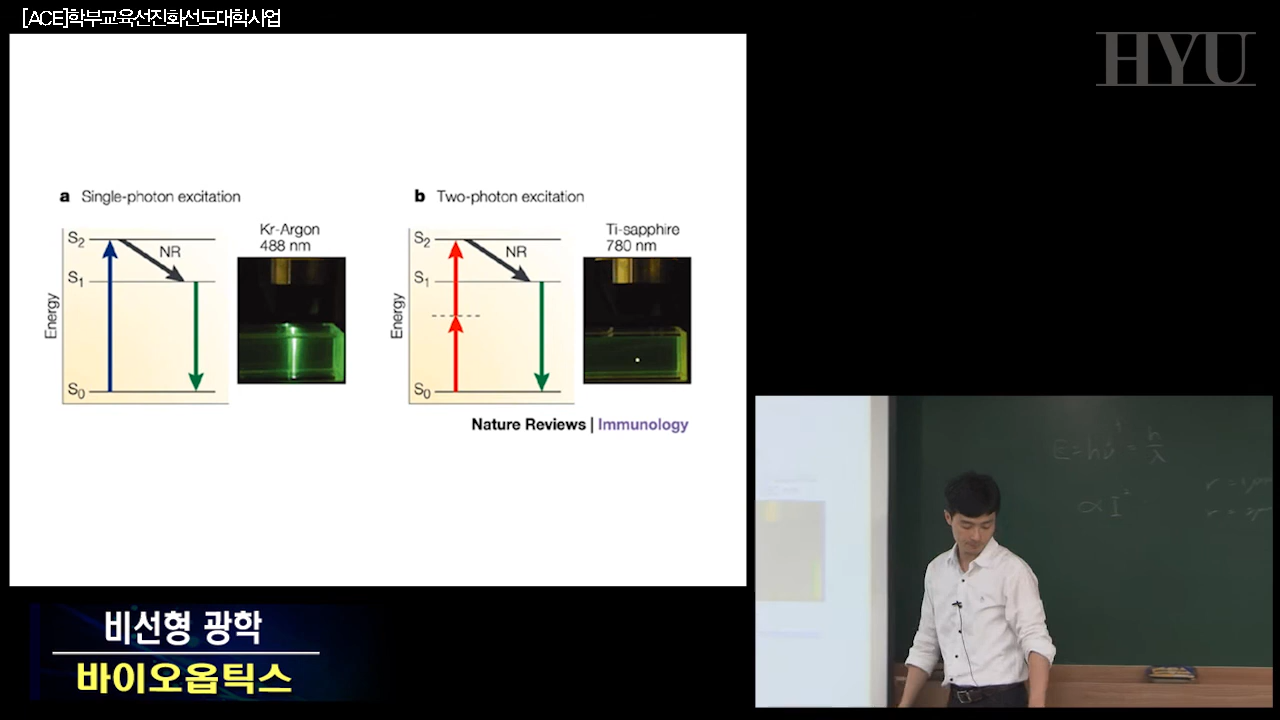 [ACE]학부교육선진화선도대학사업
HYU
a Single-photon excitation
Kr-Argon
488 nm
S2
NR
S1
Energy
S0
b Two-photon excitation
Ti-sapphire
780 nm
S2
NR
S1
Energy
S0
Nature Reviews | Immunology
E=hυ=h/λ
∝I²
비선형 광학
바이오옵틱스